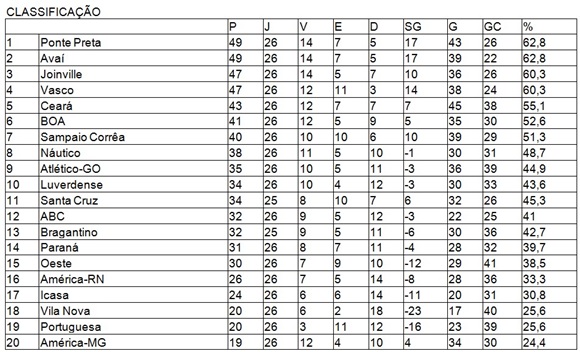 CLASSIFICAÇÃO
P J V E D SG G GC %
1 Ponte Preta 49 26 14 7 5 17 43 26 62,8
2 Avaí 49 26 14 7 5 17 39 22 62,8
3 Joinville 47 26 14 5 7 10 36 26 60,3
4 Vasco 47 26 12 11 3 14 38 24 60,3
5 Ceará 43 26 12 7 7 7 45 38 55,1
6 BOA 41 26 12 5 9 5 35 30 52,6
7 Sampaio Corrêa 40 26 10 10 6 10 39 29 51,3
8 Náutico 38 26 11 5 10 -1 30 31 48,7
9 Atlético-GO 35 26 10 5 11 -3 36 39 44,9
10 Luverdense 34 26 10 4 12 -3 30 33 43,6
11 Santa Cruz 34 25 8 10 7 6 32 26 45,3
12 ABC 32 26 9 5 12 -3 22 25 41
13 Bragantino 32 25 9 5 11 -6 30 36 42,7
14 Paraná 31 26 8 7 11 -4 28 32 39,7
15 Oeste 30 26 7 9 10 -12 29 41 38,5
16 América-RN 26 26 7 5 14 -8 28 36 33,3
17 Icasa 24 26 6 6 14 -11 20 31 30,8
18 Vila Nova 20 26 6 2 18 -23 17 40 25,6
19 Portuguesa 20 26 3 11 12 -16 23 39 25,6
20 América-MG 19 26 12 4 10 4 34 30 24,4